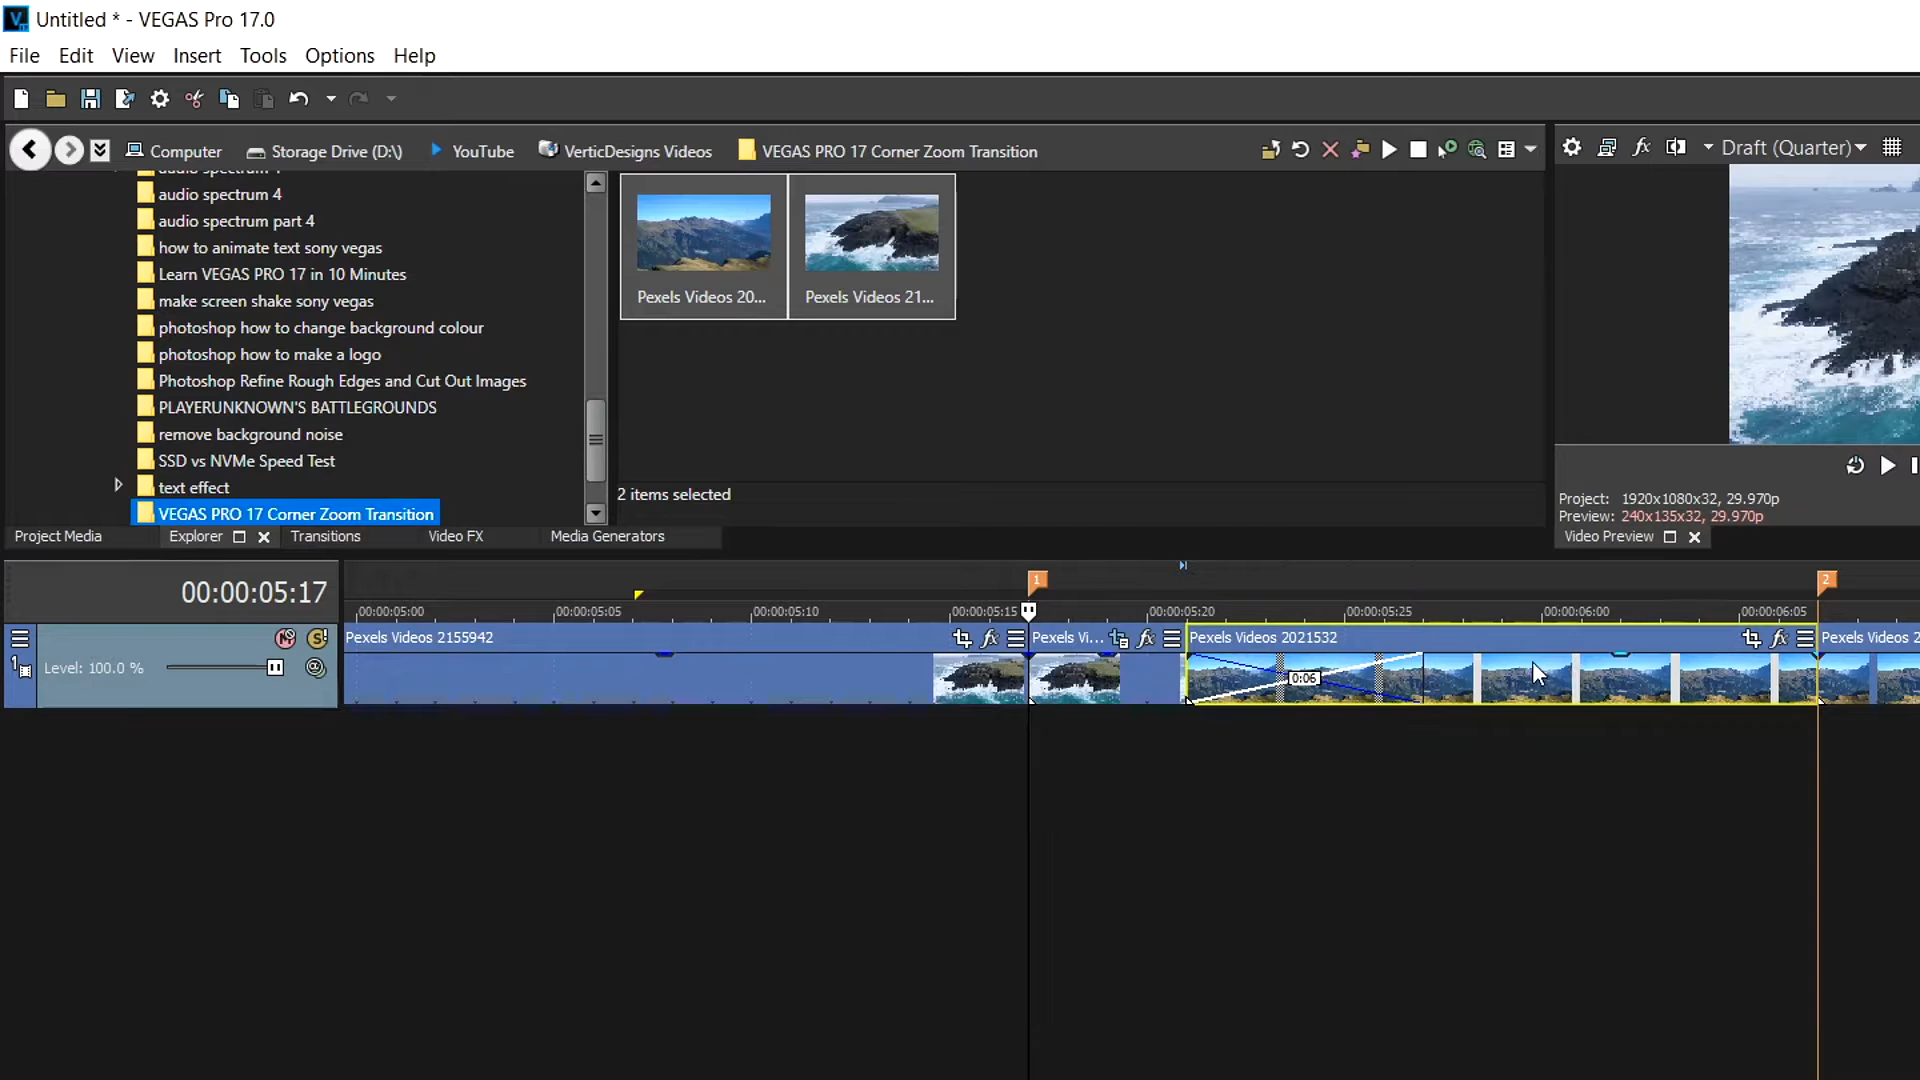 Untitled * - VEGAS Pro 17.0
File Edit View Insert Tools Options Help
Computer Storage Drive (D:\) YouTube VerticDesigns Videos VEGAS PRO 17 Corner Zoom Transition
Draft (Quarter)
audio spectrum 4
audio spectrum part 4
how to animate text sony vegas
Learn VEGAS PRO 17 in 10 Minutes
make screen shake sony vegas
photoshop how to change background colour
photoshop how to make a logo
Photoshop Refine Rough Edges and Cut Out Images
PLAYERUNKNOWN'S BATTLEGROUNDS
remove background noise
SSD vs NVMe Speed Test
text effect
VEGAS PRO 17 Corner Zoom Transition
Pexels Videos 20... Pexels Videos 21...
2 items selected
Project: 1920x1080x32, 29.970p
Preview: 240x135x32, 29.970p
Project Media Explorer Transitions Video FX Media Generators
Video Preview
00:00:05:17
1 2
00:00:05:00 00:00:05:05 00:00:05:10 00:00:05:15 00:00:05:20 00:00:05:25 00:00:06:00 00:00:06:05
Pexels Videos 2155942 Pexels Vi... Pexels Videos 2021532 Pexels Videos 2
1 Level: 100.0 %
0:06